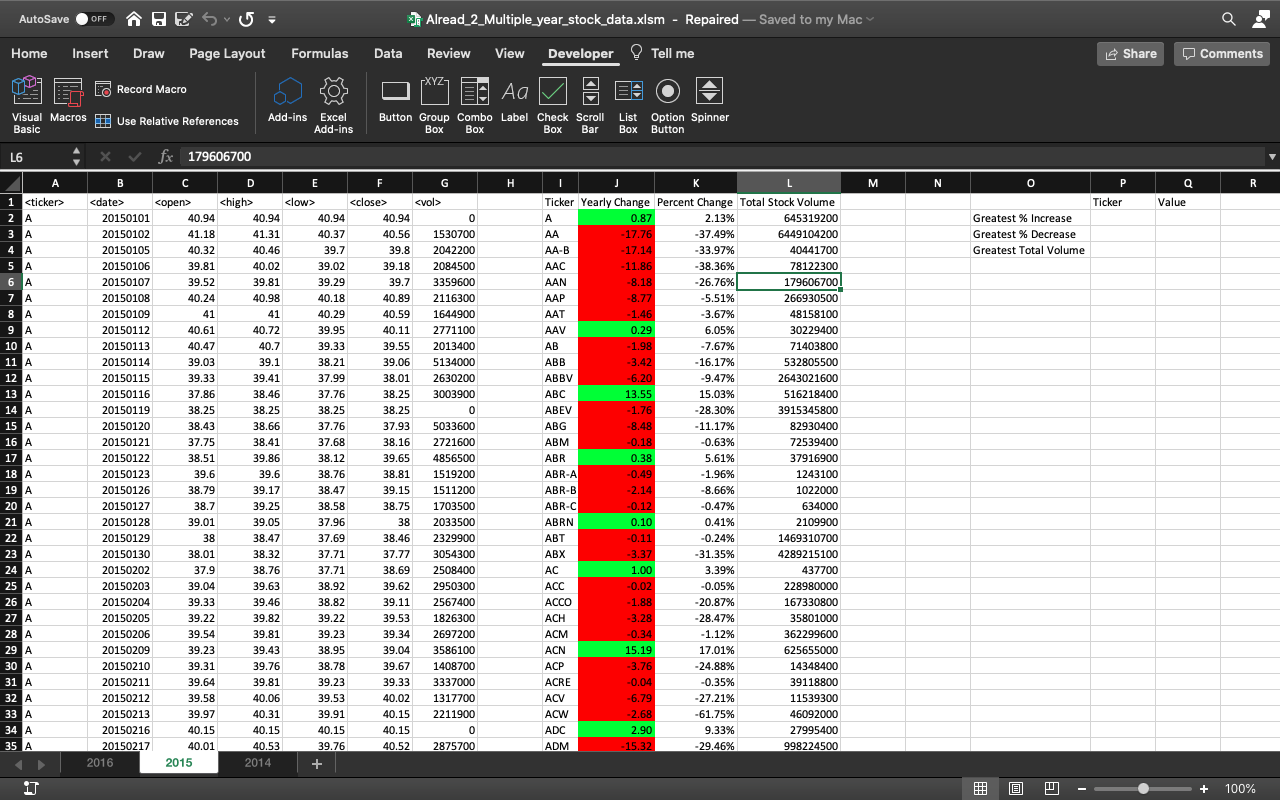 AutoSave OFF Alread_2_Multiple_year_stock_data.xlsm - Repaired — Saved to my Mac
Home Insert Draw Page Layout Formulas Data Review View Developer Tell me Share Comments
Visual Basic Macros Record Macro Use Relative References Add-ins Excel Add-ins Button Group Box Combo Box Label Check Box Scroll Bar List Box Option Button Spinner
L6 fx 179606700
A B C D E F G H I J K L M N O P Q R
1 <ticker> <date> <open> <high> <low> <close> <vol> Ticker Yearly Change Percent Change Total Stock Volume Ticker Value
2 A 20150101 40.94 40.94 40.94 40.94 0 A 0.87 2.13% 645319200 Greatest % Increase
3 A 20150102 41.18 41.31 40.37 40.56 1530700 AA -17.76 -37.49% 6449104200 Greatest % Decrease
4 A 20150105 40.32 40.46 39.7 39.8 2042200 AA-B -17.14 -33.97% 40441700 Greatest Total Volume
5 A 20150106 39.81 40.02 39.02 39.18 2084500 AAC -11.86 -38.36% 78122300
6 A 20150107 39.52 39.81 39.29 39.7 3359600 AAN -8.18 -26.76% 179606700
7 A 20150108 40.24 40.98 40.18 40.89 2116300 AAP -8.77 -5.51% 266930500
8 A 20150109 41 41 40.29 40.59 1644900 AAT -1.46 -3.67% 48158100
9 A 20150112 40.61 40.72 39.95 40.11 2771100 AAV 0.29 6.05% 30229400
10 A 20150113 40.47 40.7 39.33 39.55 2013400 AB -1.98 -7.67% 71403800
11 A 20150114 39.03 39.1 38.21 39.06 5134000 ABB -3.42 -16.17% 532805500
12 A 20150115 39.33 39.41 37.99 38.01 2630200 ABBV -6.20 -9.47% 2643021600
13 A 20150116 37.86 38.46 37.76 38.25 3003900 ABC 13.55 15.03% 516218400
14 A 20150119 38.25 38.25 38.25 38.25 0 ABEV -1.76 -28.30% 3915345800
15 A 20150120 38.43 38.66 37.76 37.93 5033600 ABG -8.48 -11.17% 82930400
16 A 20150121 37.75 38.41 37.68 38.16 2721600 ABM -0.18 -0.63% 72539400
17 A 20150122 38.51 39.86 38.12 39.65 4856500 ABR 0.38 5.61% 37916900
18 A 20150123 39.6 39.6 38.76 38.81 1519200 ABR-A -0.49 -1.96% 1243100
19 A 20150126 38.79 39.17 38.47 39.15 1511200 ABR-B -2.14 -8.66% 1022000
20 A 20150127 38.7 39.25 38.58 38.75 1703500 ABR-C -0.12 -0.47% 634000
21 A 20150128 39.01 39.05 37.96 38 2033500 ABRN 0.10 0.41% 2109900
22 A 20150129 38 38.47 37.69 38.46 2329900 ABT -0.11 -0.24% 1469310700
23 A 20150130 38.01 38.32 37.71 37.77 3054300 ABX -3.37 -31.35% 4289215100
24 A 20150202 37.9 38.76 37.71 38.69 2508400 AC 1.00 3.39% 437700
25 A 20150203 39.04 39.63 38.92 39.62 2950300 ACC -0.02 -0.05% 228980000
26 A 20150204 39.33 39.46 38.82 39.11 2567400 ACCO -1.88 -20.87% 167330800
27 A 20150205 39.22 39.82 39.22 39.53 1826300 ACH -3.28 -28.47% 35801000
28 A 20150206 39.54 39.81 39.23 39.34 2697200 ACM -0.34 -1.12% 362299600
29 A 20150209 39.23 39.43 38.95 39.04 3586100 ACN 15.19 17.01% 625655000
30 A 20150210 39.31 39.76 38.78 39.67 1408700 ACP -3.76 -24.88% 14348400
31 A 20150211 39.64 39.81 39.23 39.33 3337000 ACRE -0.04 -0.35% 39118800
32 A 20150212 39.58 40.06 39.53 40.02 1317700 ACV -6.79 -27.21% 11539300
33 A 20150213 39.97 40.31 39.91 40.15 2211900 ACW -2.68 -61.75% 46092000
34 A 20150216 40.15 40.15 40.15 40.15 0 ADC 2.90 9.33% 27995400
35 A 20150217 40.01 40.53 39.76 40.52 2875700 ADM -15.32 -29.46% 998224500
2016 2015 2014 +
100%